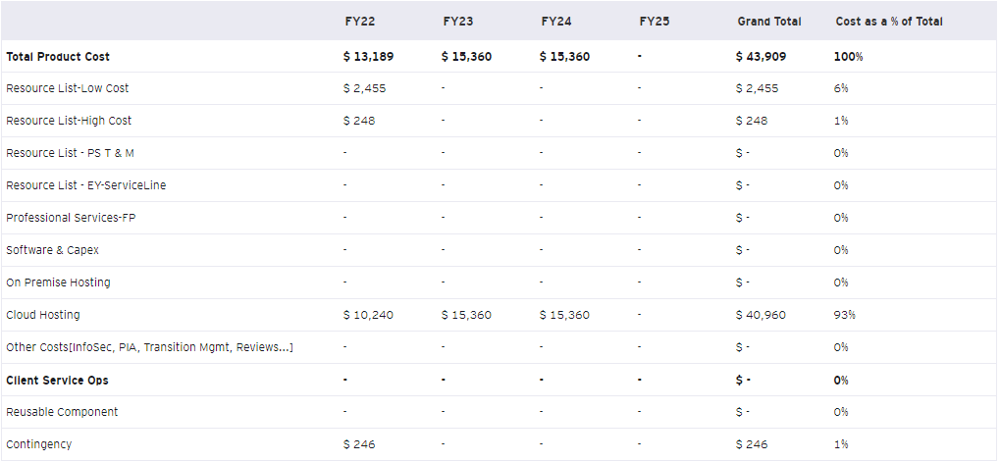 FY22 FY23 FY24 FY25 Grand Total Cost as a % of Total
Total Product Cost $ 13,189 $ 15,360 $ 15,360 - $ 43,909 100%
Resource List-Low Cost $ 2,455 - - - $ 2,455 6%
Resource List-High Cost $ 248 - - - $ 248 1%
Resource List - PS T & M - - - - $ - 0%
Resource List - EY-ServiceLine - - - - $ - 0%
Professional Services-FP - - - - $ - 0%
Software & Capex - - - - $ - 0%
On Premise Hosting - - - - $ - 0%
Cloud Hosting $ 10,240 $ 15,360 $ 15,360 - $ 40,960 93%
Other Costs[InfoSec, PIA, Transition Mgmt, Reviews...] - - - - $ - 0%
Client Service Ops - - - - $ - 0%
Reusable Component - - - - $ - 0%
Contingency $ 246 - - - $ 246 1%